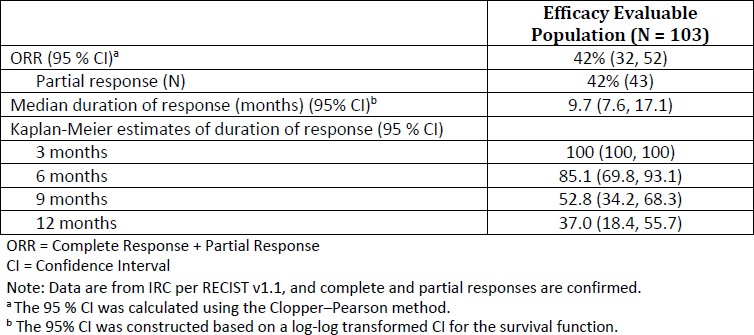 Efficacy Evaluable
Population (N = 103)
ORR (95 % CI)ᵃ 42% (32, 52)
Partial response (N) 42% (43)
Median duration of response (months) (95% CI)ᵇ 9.7 (7.6, 17.1)
Kaplan-Meier estimates of duration of response (95 % CI)
3 months 100 (100, 100)
6 months 85.1 (69.8, 93.1)
9 months 52.8 (34.2, 68.3)
12 months 37.0 (18.4, 55.7)
ORR = Complete Response + Partial Response
CI = Confidence Interval
Note: Data are from IRC per RECIST v1.1, and complete and partial responses are confirmed.
ᵃ The 95 % CI was calculated using the Clopper–Pearson method.
ᵇ The 95% CI was constructed based on a log-log transformed CI for the survival function.